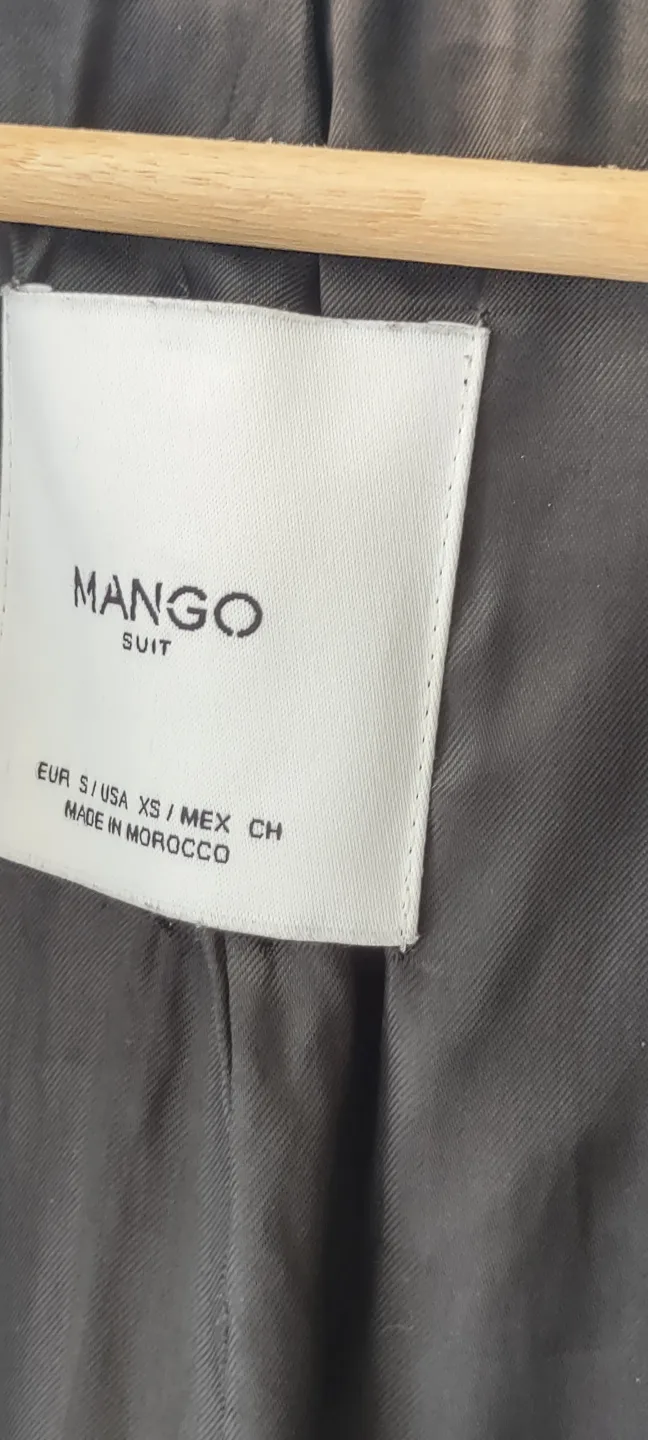 MANGO
SUIT
EUR S / USA XS / MEX CH
MADE IN MOROCCO